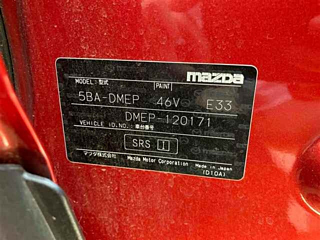 mazda
MODEL:型式 PAINT
5BA-DMEP 46V E33
DMEP-120171
VEHICLE ID.NO.:車台番号
SRS
マツダ株式会社 Mazda Motor Corporation Made in Japan
(D10A)